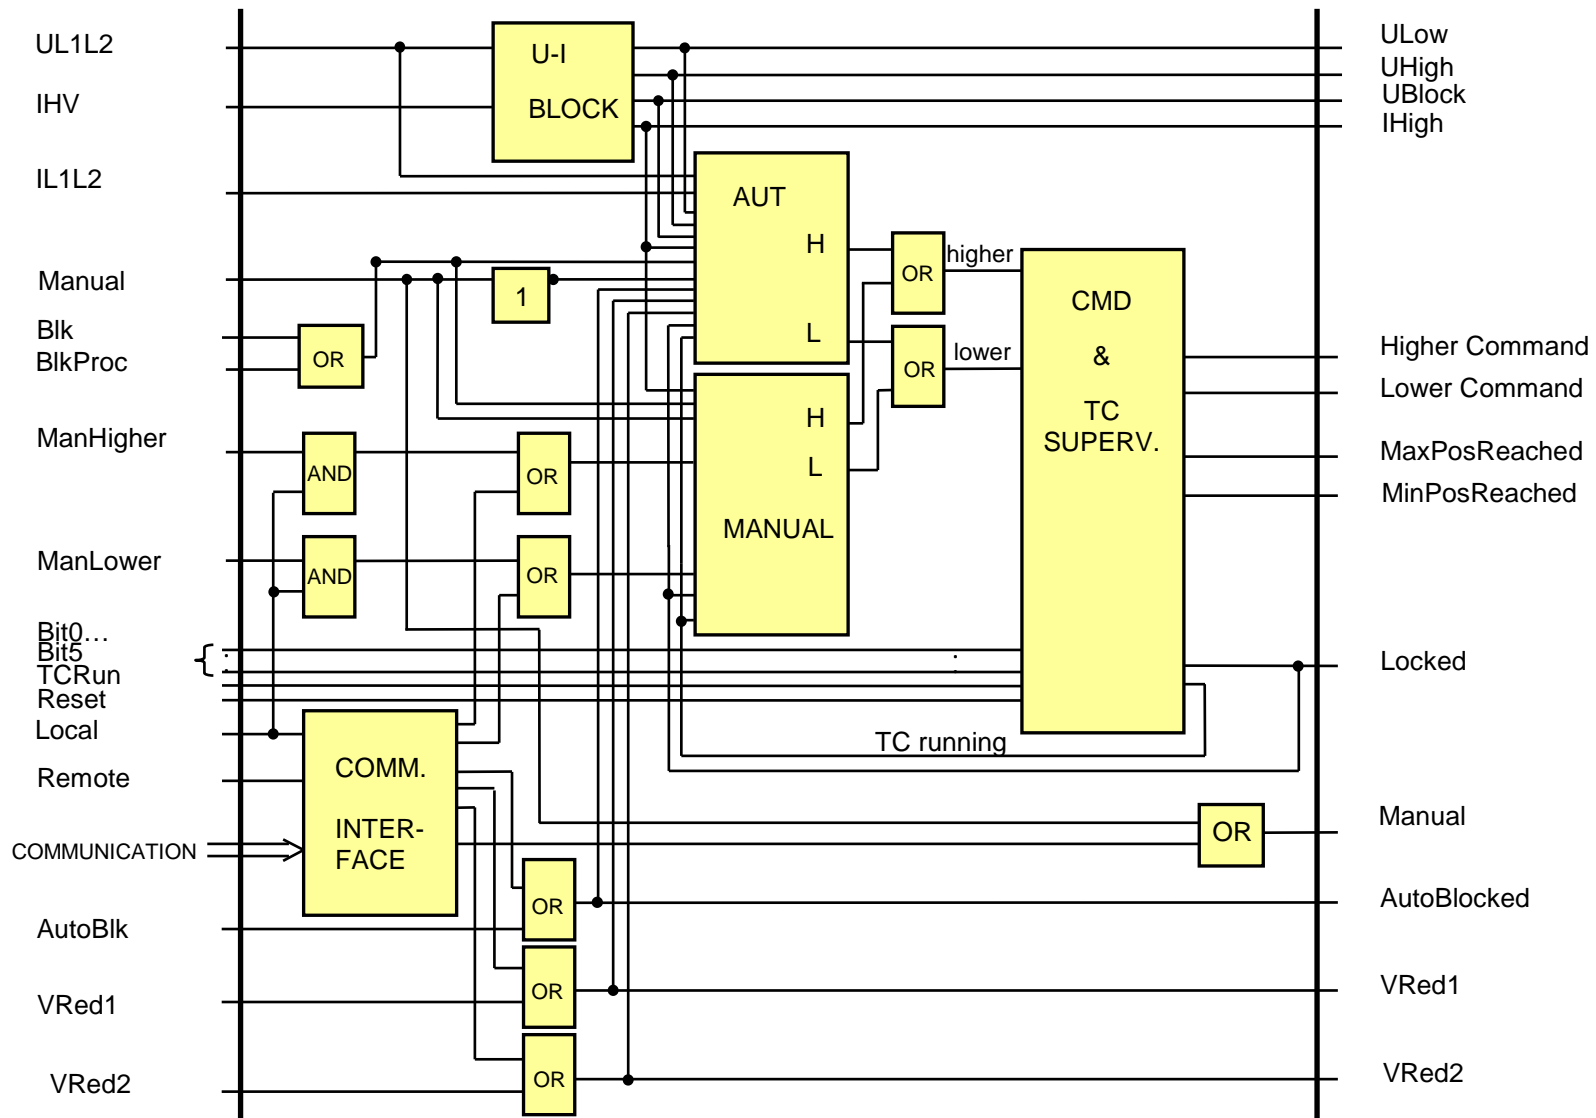 UL1L2
IHV
IL1L2
Manual
Blk
BlkProc
ManHigher
ManLower
Bit0…
Bit5
TCRun
Reset
Local
Remote
COMMUNICATION
AutoBlk
VRed1
VRed2
U-I
BLOCK
1
OR
AND
AND
OR
OR
COMM.
INTER-
FACE
OR
OR
OR
AUT
H
L
H
L
MANUAL
OR
higher
OR
lower
CMD
&
TC
SUPERV.
TC running
OR
ULow
UHigh
UBlock
IHigh
Higher Command
Lower Command
MaxPosReached
MinPosReached
Locked
Manual
AutoBlocked
VRed1
VRed2